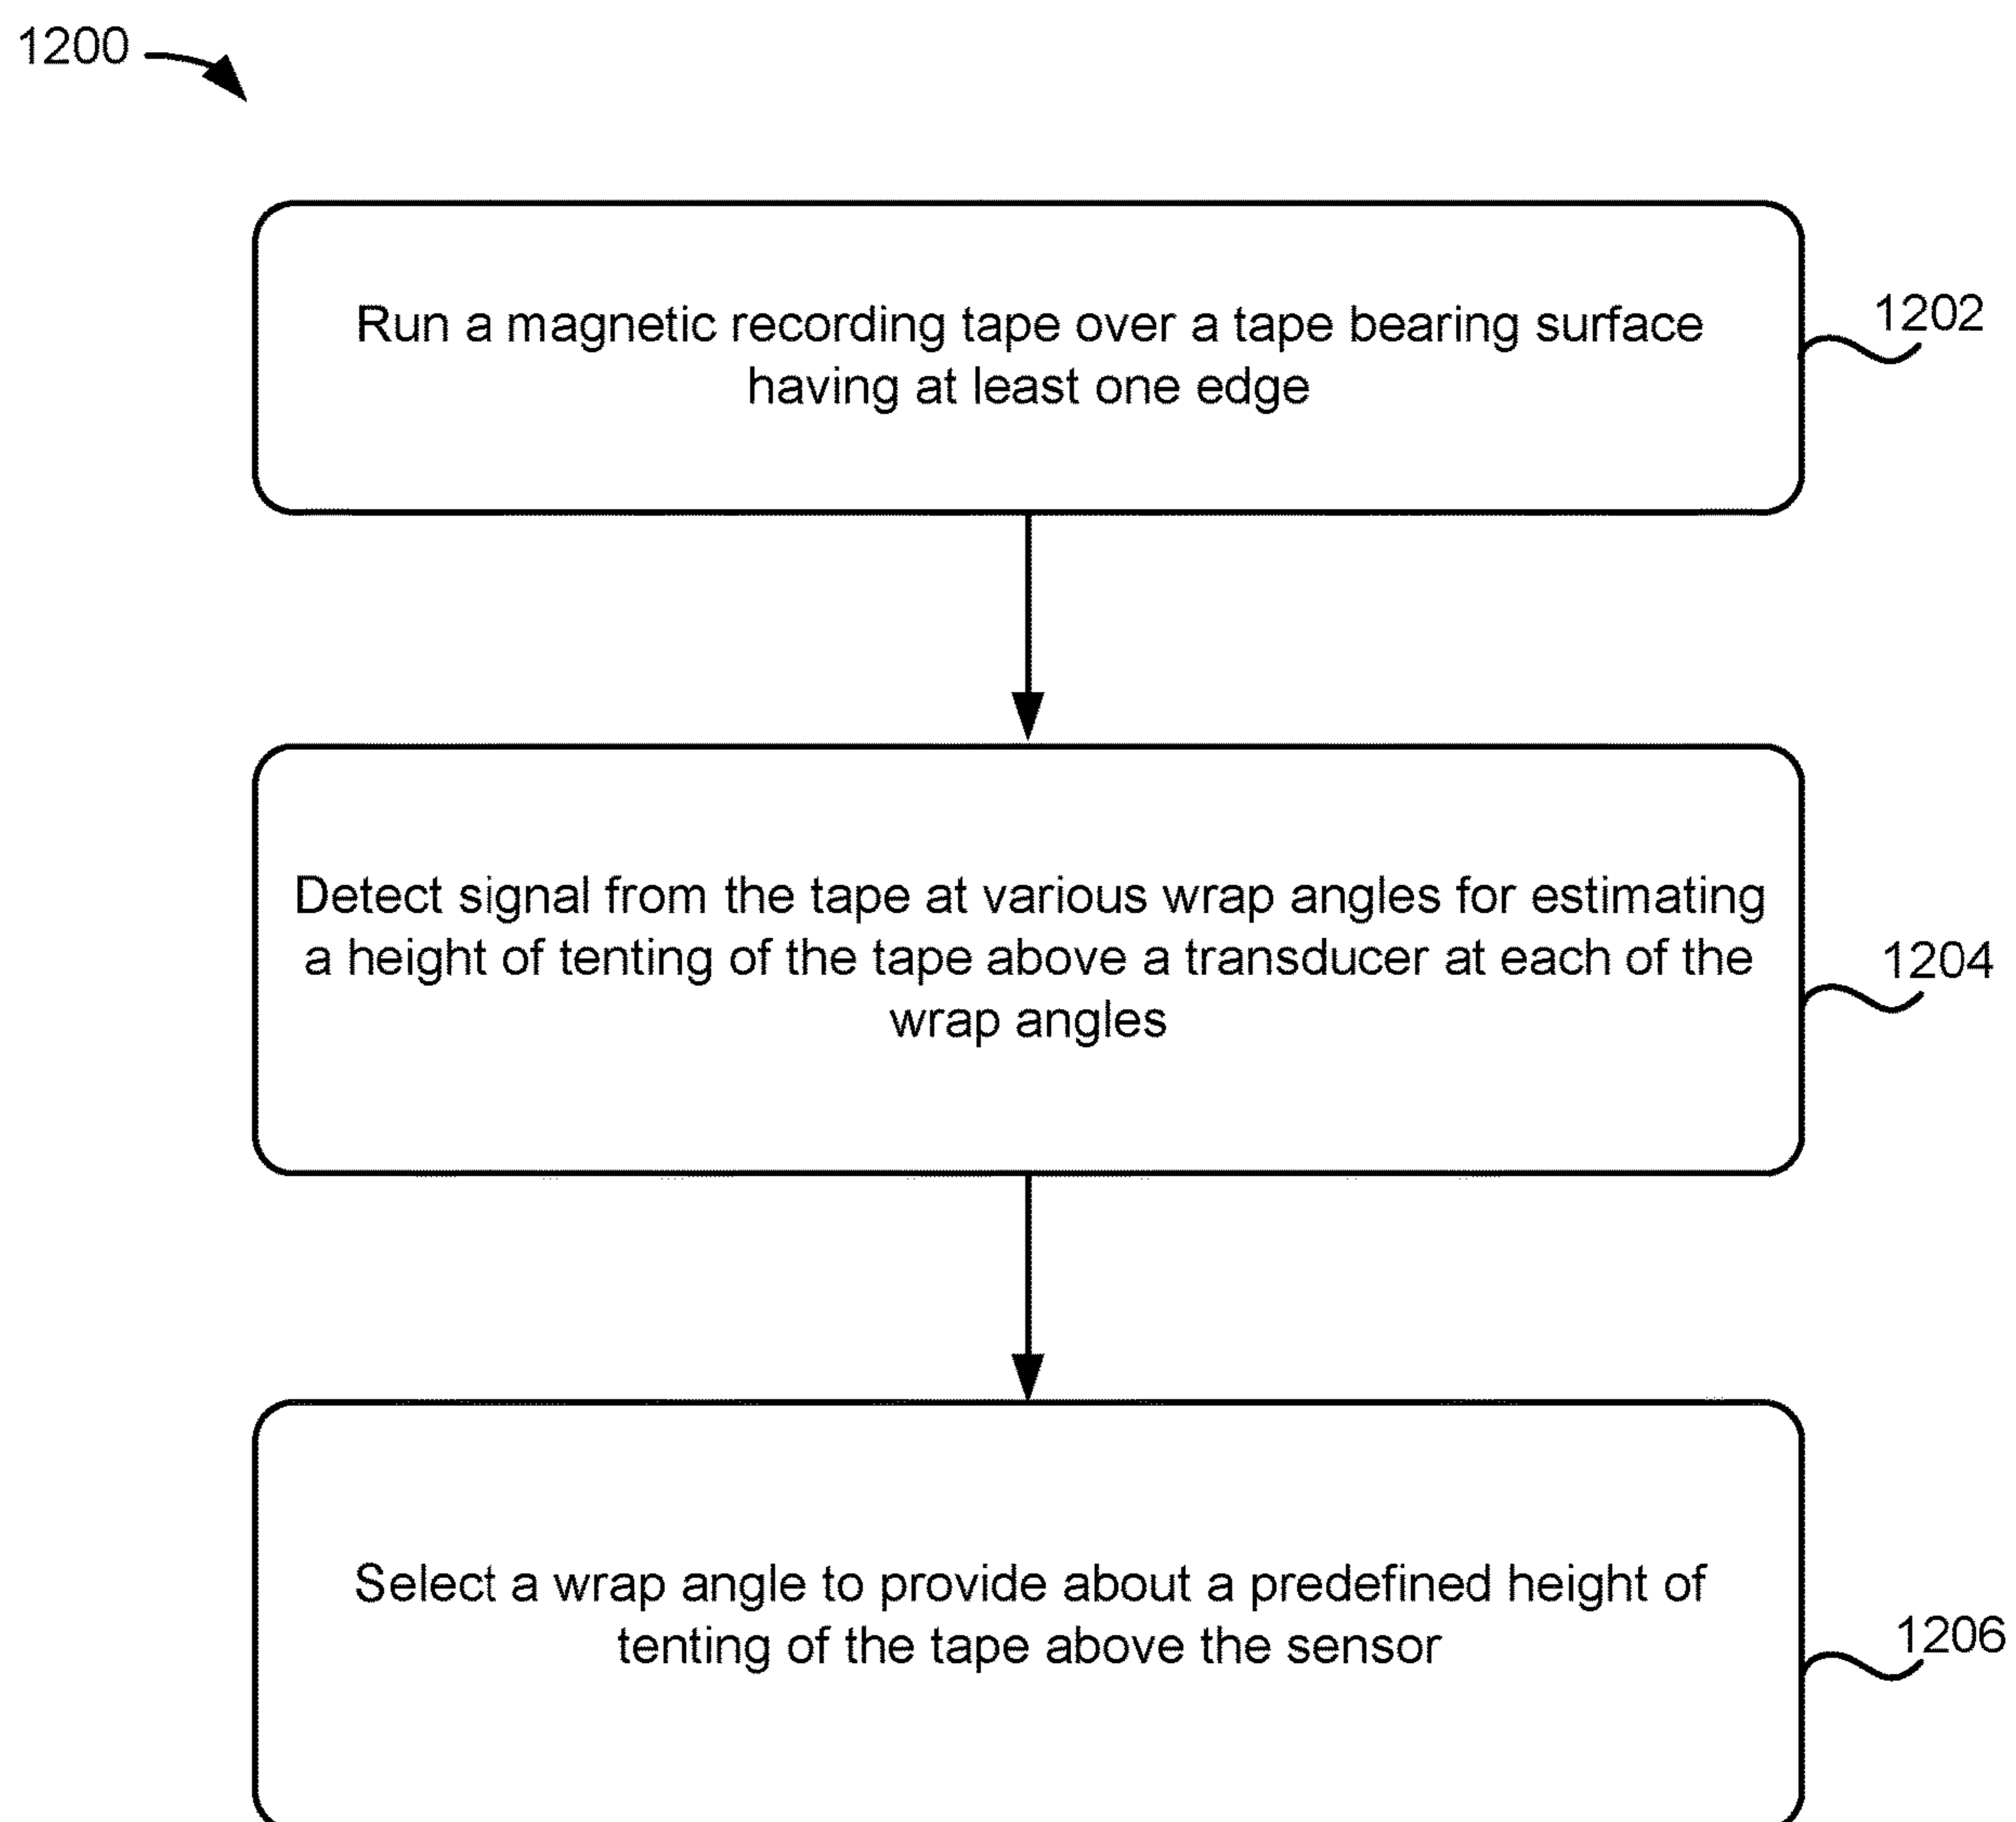 1200
Run a magnetic recording tape over a tape bearing surface
having at least one edge
1202
Detect signal from the tape at various wrap angles for estimating
a height of tenting of the tape above a transducer at each of the
wrap angles
1204
Select a wrap angle to provide about a predefined height of
tenting of the tape above the sensor
1206